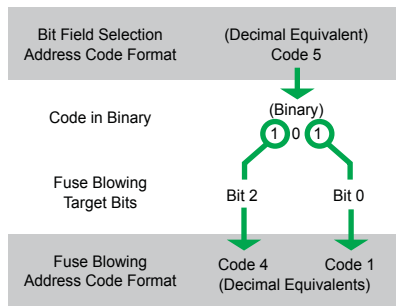 Bit Field Selection
Address Code Format
(Decimal Equivalent)
Code 5
Code in Binary
(Binary)
1 0 1
Fuse Blowing
Target Bits
Bit 2
Bit 0
Fuse Blowing
Address Code Format
Code 4
Code 1
(Decimal Equivalents)